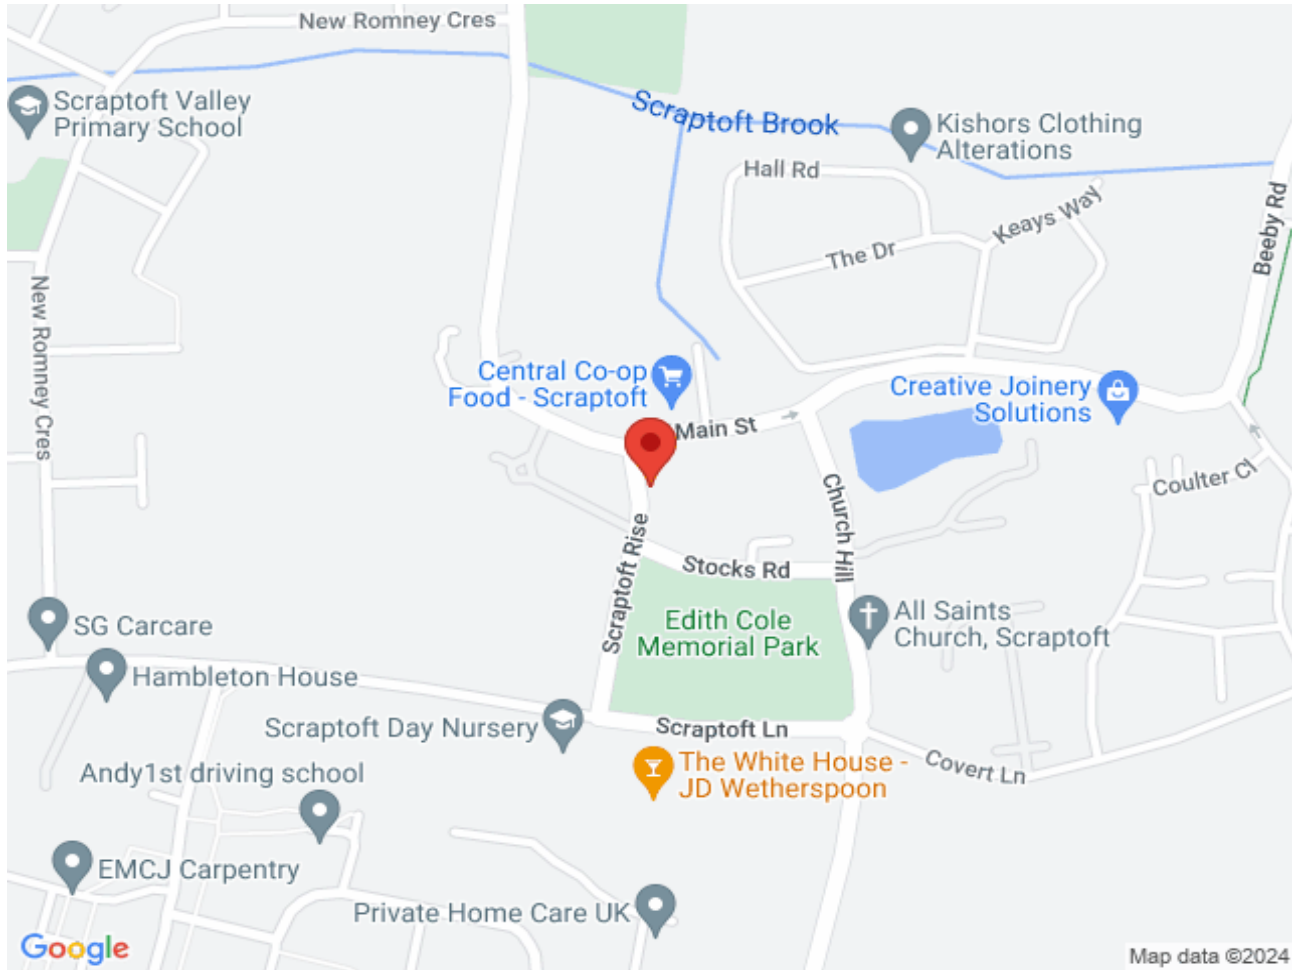 New Romney Cres
Scraptoft Valley
Primary School
Scraptoft Brook
Kishors Clothing
Alterations
Hall Rd
Keays Way
The Dr
Beeby Rd
New Romney Cres
Central Co-op
Food - Scraptoft
Creative Joinery
Solutions
Main St
Church Hill
Coulter Cl
Scraptoft Rise
Stocks Rd
Edith Cole
Memorial Park
All Saints
Church, Scraptoft
SG Carcare
Hambleton House
Scraptoft Day Nursery
Scraptoft Ln
Covert Ln
The White House -
JD Wetherspoon
Andy1st driving school
EMCJ Carpentry
Private Home Care UK
Google
Map data ©2024